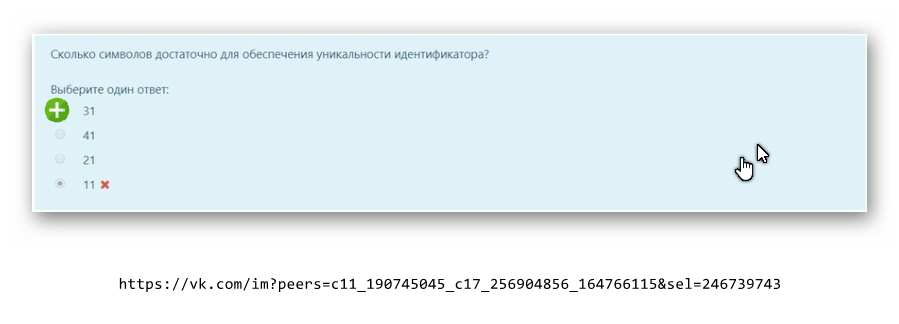 Сколько символов достаточно для обеспечения уникальности идентификатора?
Выберите один ответ:
31
41
21
11
https://vk.com/im?peers=c11_190745045_c17_256904856_164766115&sel=246739743